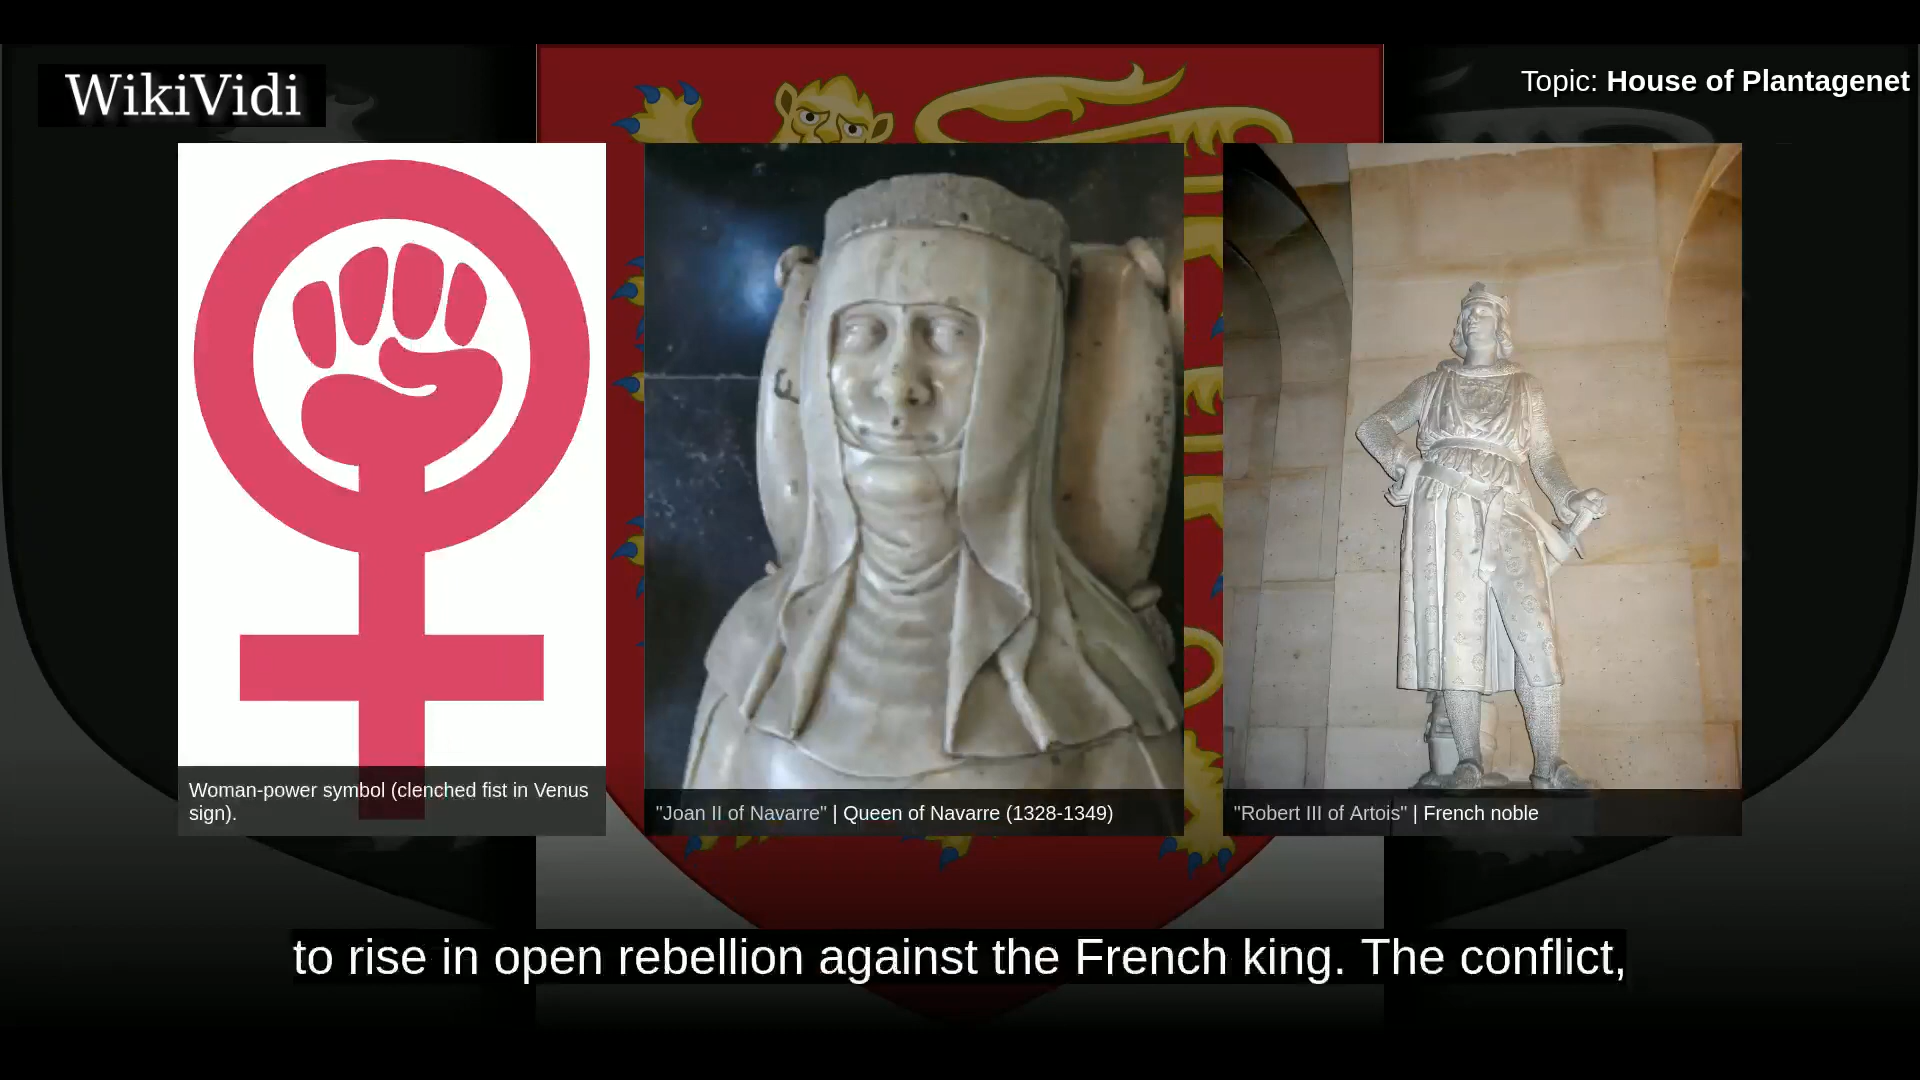 WikiVidi
Topic: House of Plantagenet
Woman-power symbol (clenched fist in Venus
sign).
"Joan II of Navarre" | Queen of Navarre (1328-1349)
"Robert III of Artois" | French noble
to rise in open rebellion against the French king. The conflict,